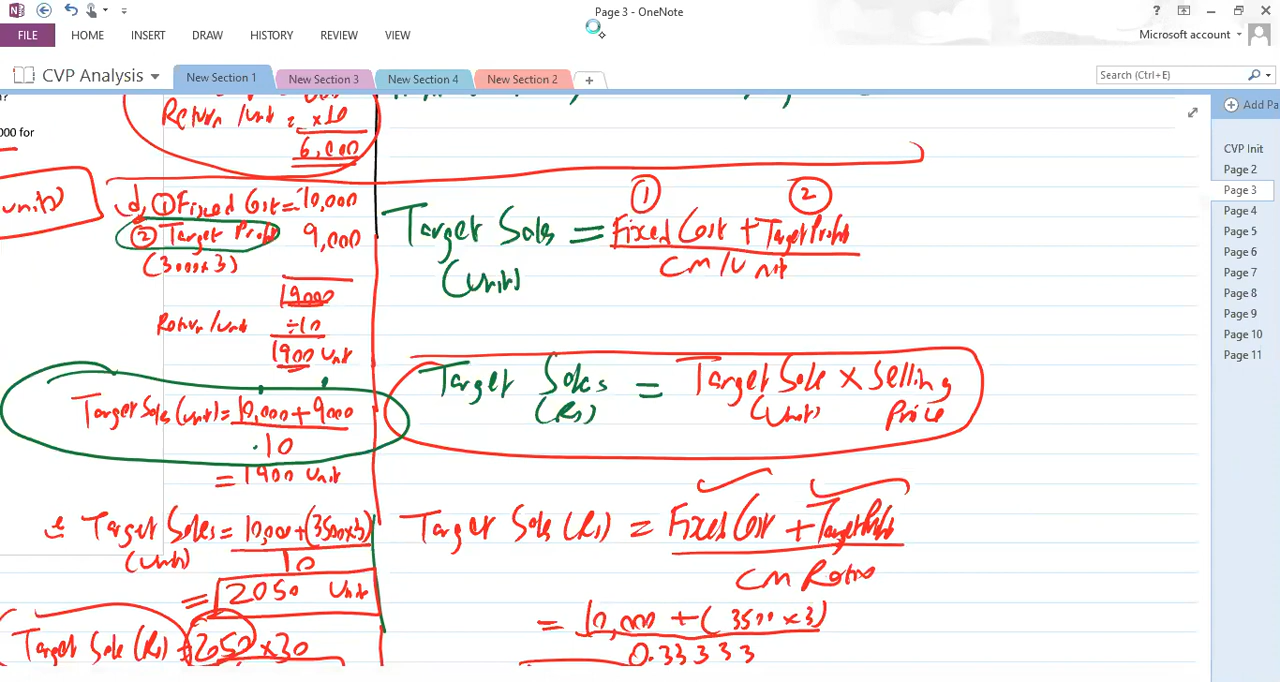 Page 3 - OneNote
FILE HOME INSERT DRAW HISTORY REVIEW VIEW
Microsoft account
CVP Analysis
New Section 1 New Section 3 New Section 4 New Section 2
Search (Ctrl+E)
Add Pa
CVP Init
Page 2
Page 3
Page 4
Page 5
Page 6
Page 7
Page 8
Page 9
Page 10
Page 11
000 for
units)
Return /unit = x10
6,000
d, ① Fixed Cost = 10,000
② Target Profit 9,000
(3000x3)
19000
Return /unit ÷10
1900 unit
Target Sales (unit) = 10,000 + 9000
10
= 1900 unit
e Target Sales = 10,000 + (3500x3)
(Units) 10
= 2050 Unit
Target Sale (Rs) = 2050 x 30
① ②
Target Sales = Fixed Cost + Target Profit
(Unit) CM /Unit
Target Sales = Target Sale x Selling
(Rs) (Unit) Price
Target Sale (Rs) = Fixed Cost + Target Profit
CM Ratio
= 10,000 + (3500 x 3)
0.33333